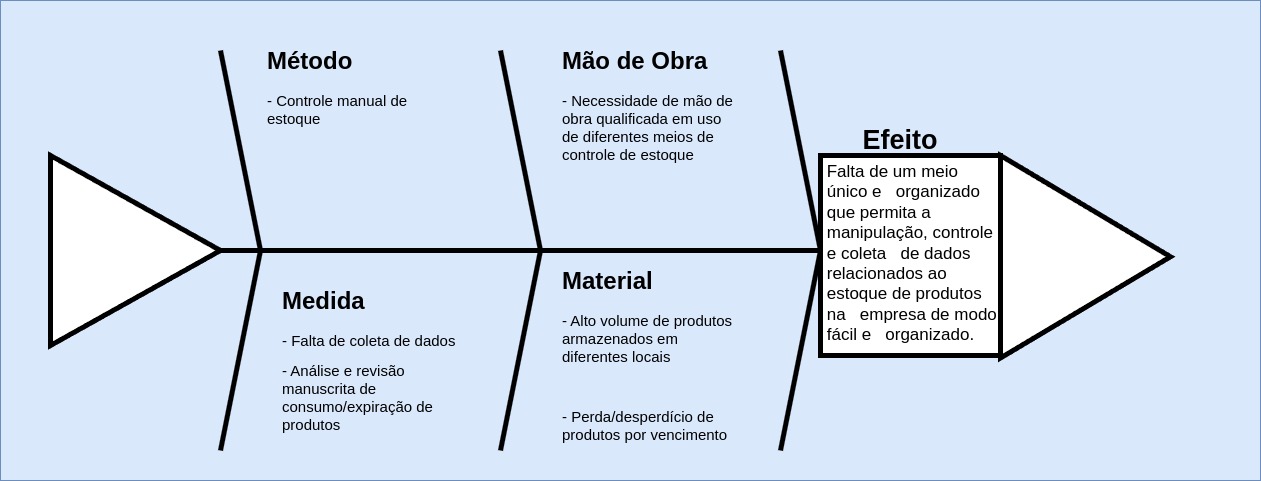 Método
- Controle manual de
estoque
Mão de Obra
- Necessidade de mão de
obra qualificada em uso
de diferentes meios de
controle de estoque
Efeito
Falta de um meio
único e   organizado
que permita a
manipulação, controle
e coleta   de dados
relacionados ao
estoque de produtos
na   empresa de modo
fácil e   organizado.
Medida
- Falta de coleta de dados
- Análise e revisão
manuscrita de
consumo/expiração de
produtos
Material
- Alto volume de produtos
armazenados em
diferentes locais
- Perda/desperdício de
produtos por vencimento